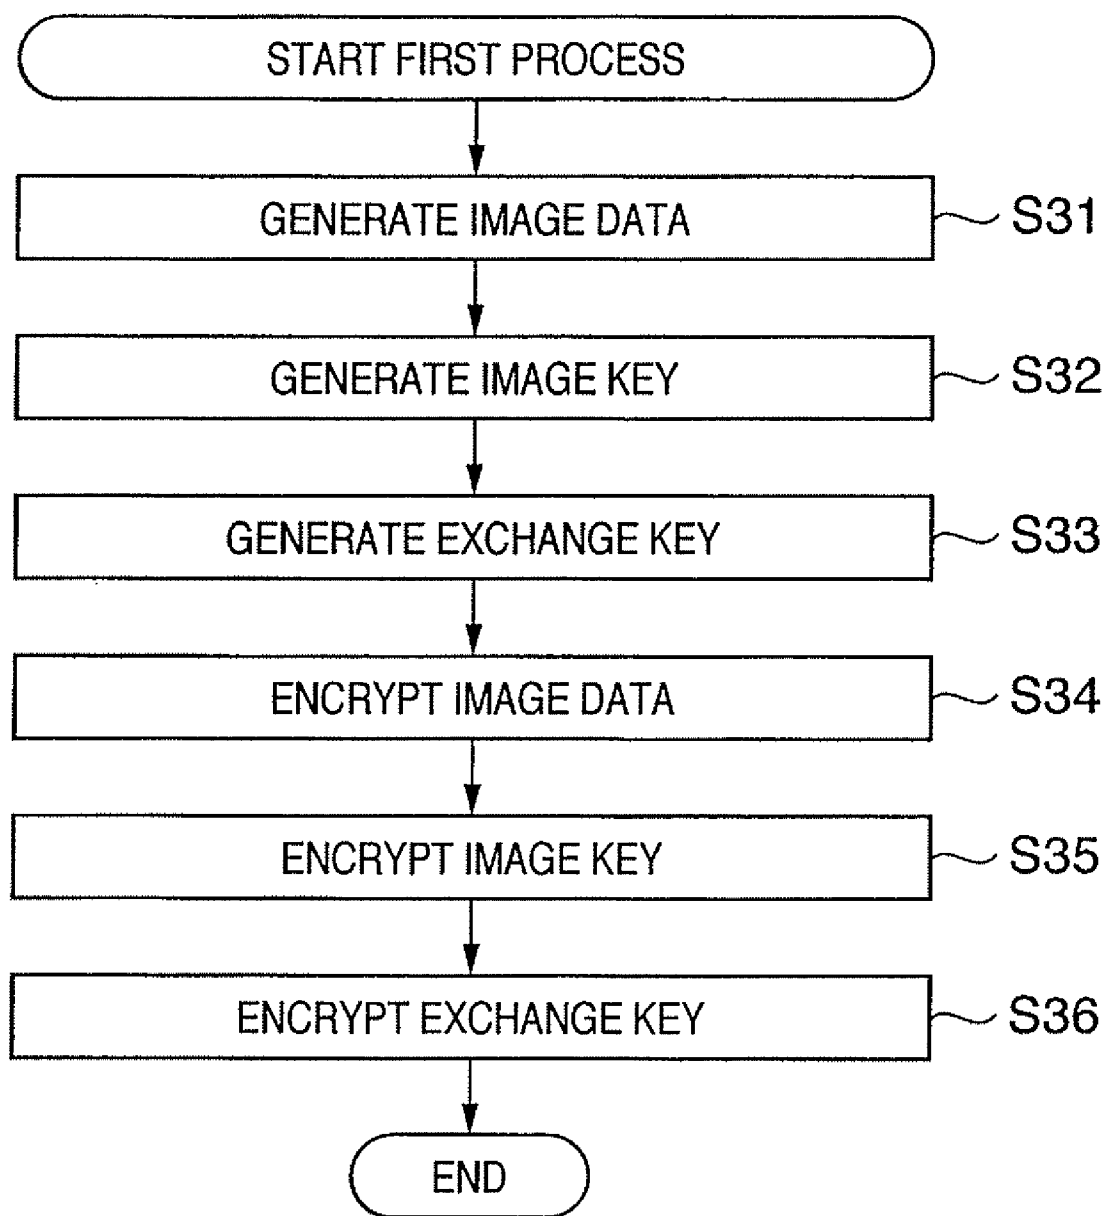 START FIRST PROCESS
GENERATE IMAGE DATA
S31
GENERATE IMAGE KEY
S32
GENERATE EXCHANGE KEY
S33
ENCRYPT IMAGE DATA
S34
ENCRYPT IMAGE KEY
S35
ENCRYPT EXCHANGE KEY
S36
END